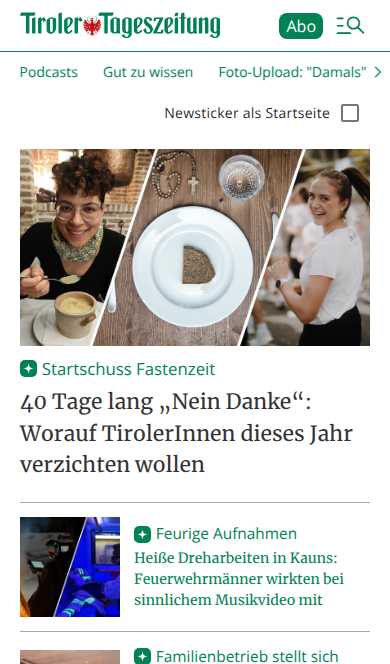 Tiroler Tageszeitung
Abo
Podcasts Gut zu wissen Foto-Upload: "Damals"
Newsticker als Startseite
Startschuss Fastenzeit
40 Tage lang „Nein Danke“:
Worauf TirolerInnen dieses Jahr
verzichten wollen
Feurige Aufnahmen
Heiße Dreharbeiten in Kauns:
Feuerwehrmänner wirkten bei
sinnlichem Musikvideo mit
Familienbetrieb stellt sich